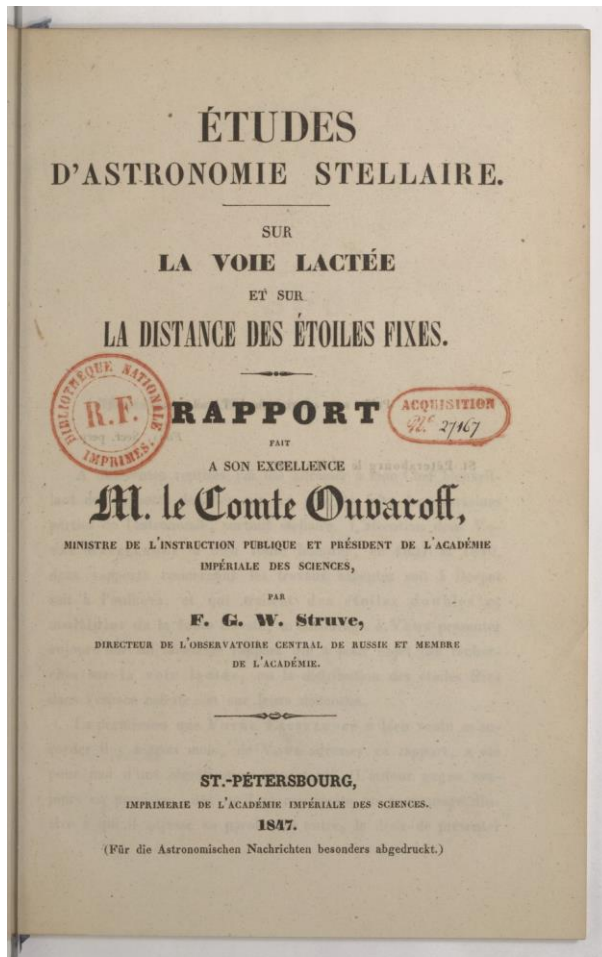 ÉTUDES
D'ASTRONOMIE STELLAIRE.
SUR
LA VOIE LACTÉE
ET SUR
LA DISTANCE DES ÉTOILES FIXES.
BIBLIOTHÈQUE NATIONALE
R.F.
IMPRIMÉS.
RAPPORT
ACQUISITION
27167
FAIT
A SON EXCELLENCE
M. le Comte Ouvaroff,
MINISTRE DE L'INSTRUCTION PUBLIQUE ET PRÉSIDENT DE L'ACADÉMIE
IMPÉRIALE DES SCIENCES,
PAR
F. G. W. Struve,
DIRECTEUR DE L'OBSERVATOIRE CENTRAL DE RUSSIE ET MEMBRE
DE L'ACADÉMIE.
ST.-PÉTERSBOURG,
IMPRIMERIE DE L'ACADÉMIE IMPÉRIALE DES SCIENCES.
1847.
(Für die Astronomischen Nachrichten besonders abgedruckt.)